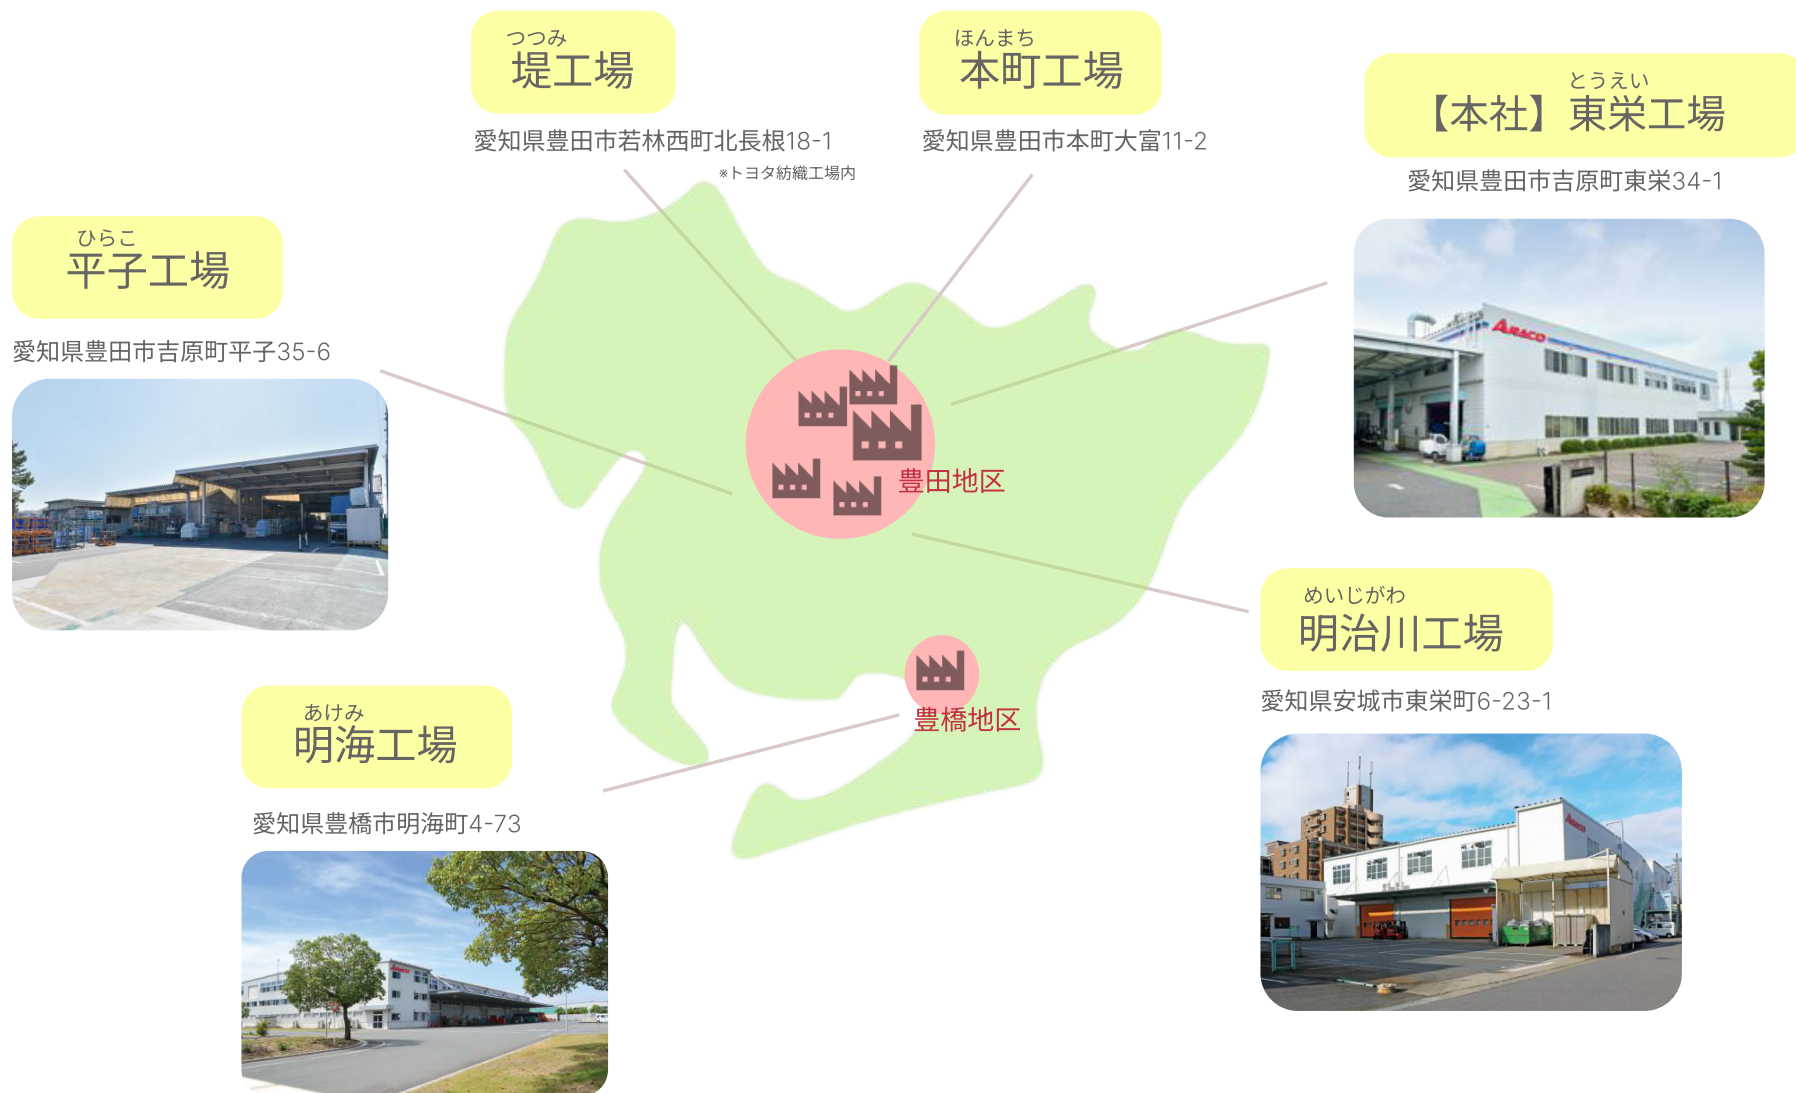 つつみ
堤工場
愛知県豊田市若林西町北長根18-1
※トヨタ紡織工場内
ほんまち
本町工場
愛知県豊田市本町大富11-2
とうえい
【本社】東栄工場
愛知県豊田市吉原町東栄34-1
ARACO
ひらこ
平子工場
愛知県豊田市吉原町平子35-6
豊田地区
めいじがわ
明治川工場
愛知県安城市東栄町6-23-1
ARACO
豊橋地区
あけみ
明海工場
愛知県豊橋市明海町4-73
ARACO